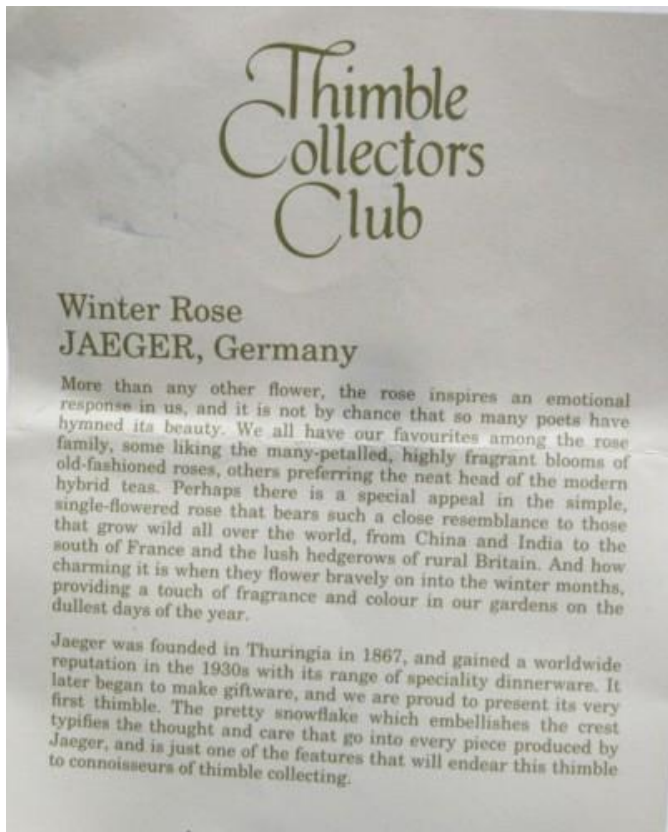 Thimble
Collectors
Club
Winter Rose
JAEGER, Germany
More than any other flower, the rose inspires an emotional
response in us, and it is not by chance that so many poets have
hymned its beauty. We all have our favourites among the rose
family, some liking the many-petalled, highly fragrant blooms of
old-fashioned roses, others preferring the neat head of the modern
hybrid teas. Perhaps there is a special appeal in the simple,
single-flowered rose that bears such a close resemblance to those
that grow wild all over the world, from China and India to the
south of France and the lush hedgerows of rural Britain. And how
charming it is when they flower bravely on into the winter months,
providing a touch of fragrance and colour in our gardens on the
dullest days of the year.
Jaeger was founded in Thuringia in 1867, and gained a worldwide
reputation in the 1930s with its range of speciality dinnerware. It
later began to make giftware, and we are proud to present its very
first thimble. The pretty snowflake which embellishes the crest
typifies the thought and care that go into every piece produced by
Jaeger, and is just one of the features that will endear this thimble
to connoisseurs of thimble collecting.